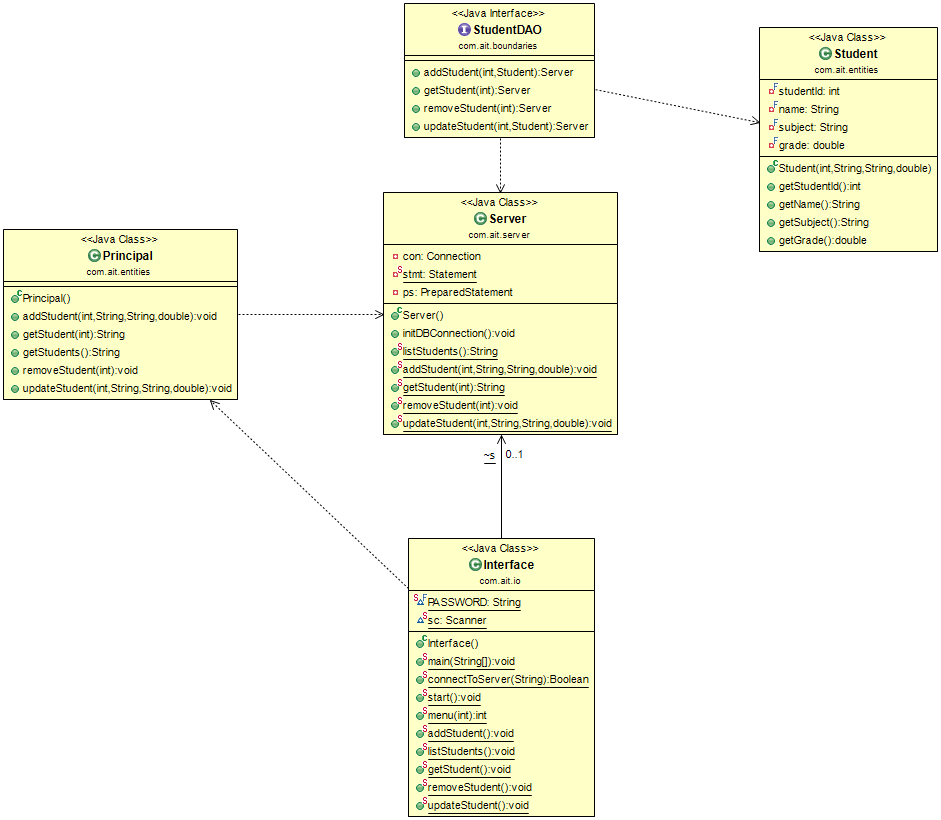 <<Java Interface>>
StudentDAO
com.ait.boundaries
addStudent(int,Student):Server
getStudent(int):Server
removeStudent(int):Server
updateStudent(int,Student):Server
<<Java Class>>
Student
com.ait.entities
studentId: int
name: String
subject: String
grade: double
Student(int,String,String,double)
getStudentId():int
getName():String
getSubject():String
getGrade():double
<<Java Class>>
Server
com.ait.server
con: Connection
stmt: Statement
ps: PreparedStatement
Server()
initDBConnection():void
listStudents():String
addStudent(int,String,String,double):void
getStudent(int):String
removeStudent(int):void
updateStudent(int,String,String,double):void
<<Java Class>>
Principal
com.ait.entities
Principal()
addStudent(int,String,String,double):void
getStudent(int):String
getStudents():String
removeStudent(int):void
updateStudent(int,String,String,double):void
~s 0..1
<<Java Class>>
Interface
com.ait.io
PASSWORD: String
sc: Scanner
Interface()
main(String[]):void
connectToServer(String):Boolean
start():void
menu(int):int
addStudent():void
listStudents():void
getStudent():void
removeStudent():void
updateStudent():void